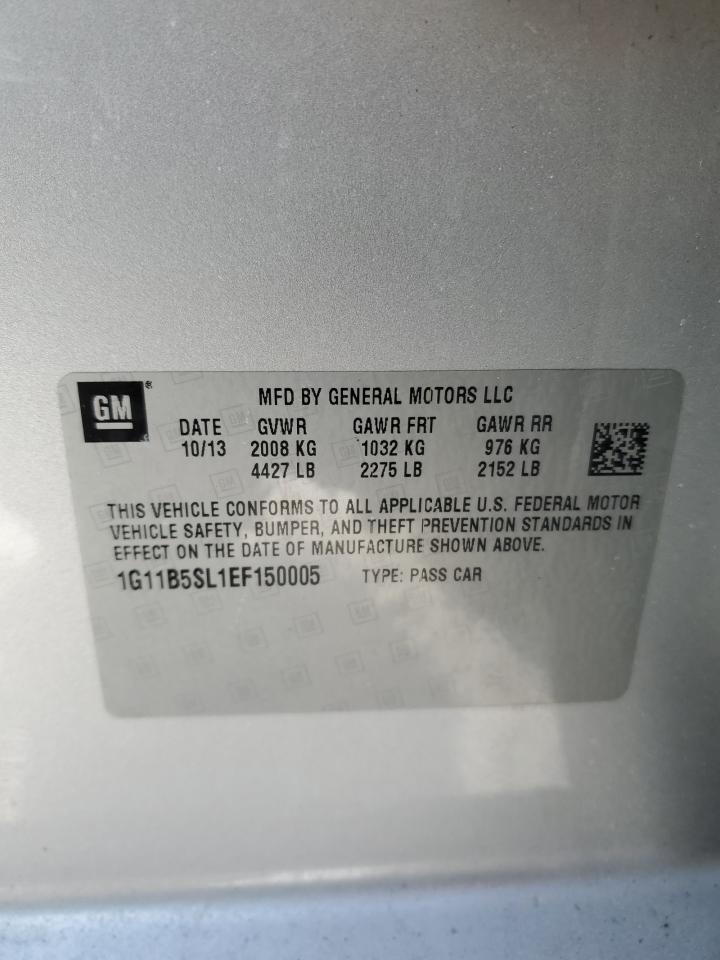 GM
MFD BY GENERAL MOTORS LLC
DATE GVWR GAWR FRT GAWR RR
10/13 2008 KG 1032 KG 976 KG
4427 LB 2275 LB 2152 LB
THIS VEHICLE CONFORMS TO ALL APPLICABLE U.S. FEDERAL MOTOR
VEHICLE SAFETY, BUMPER, AND THEFT PREVENTION STANDARDS IN
EFFECT ON THE DATE OF MANUFACTURE SHOWN ABOVE.
1G11B5SL1EF150005 TYPE: PASS CAR